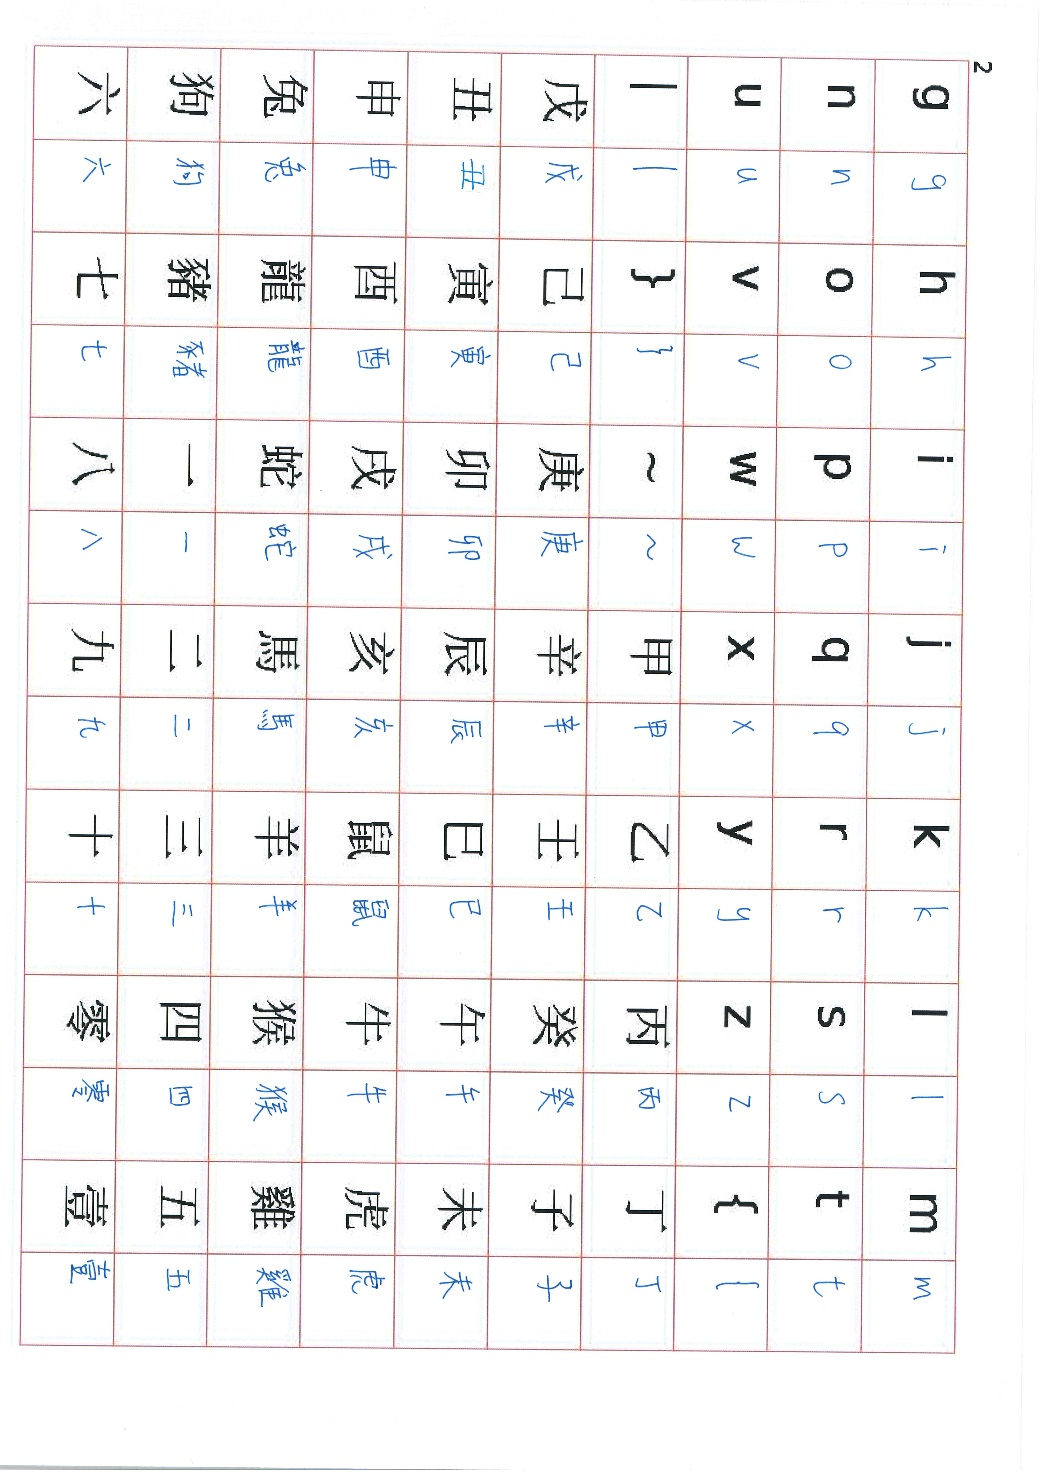 2
g g h h i i j j k k l l m m
n n o o p p q q r r s s t t
u u v v w w x x y y z z { {
| | } } ~ ~ 甲 甲 乙 乙 丙 丙 丁 丁
戊 戊 己 己 庚 庚 辛 辛 壬 壬 癸 癸 子 子
丑 丑 寅 寅 卯 卯 辰 辰 巳 巳 午 午 未 未
申 申 酉 酉 戌 戌 亥 亥 鼠 鼠 牛 牛 虎 虎
兔 兔 龍 龍 蛇 蛇 馬 馬 羊 羊 猴 猴 雞 雞
狗 狗 豬 豬 一 一 二 二 三 三 四 四 五 五
六 六 七 七 八 八 九 九 十 十 零 零 壹 壹